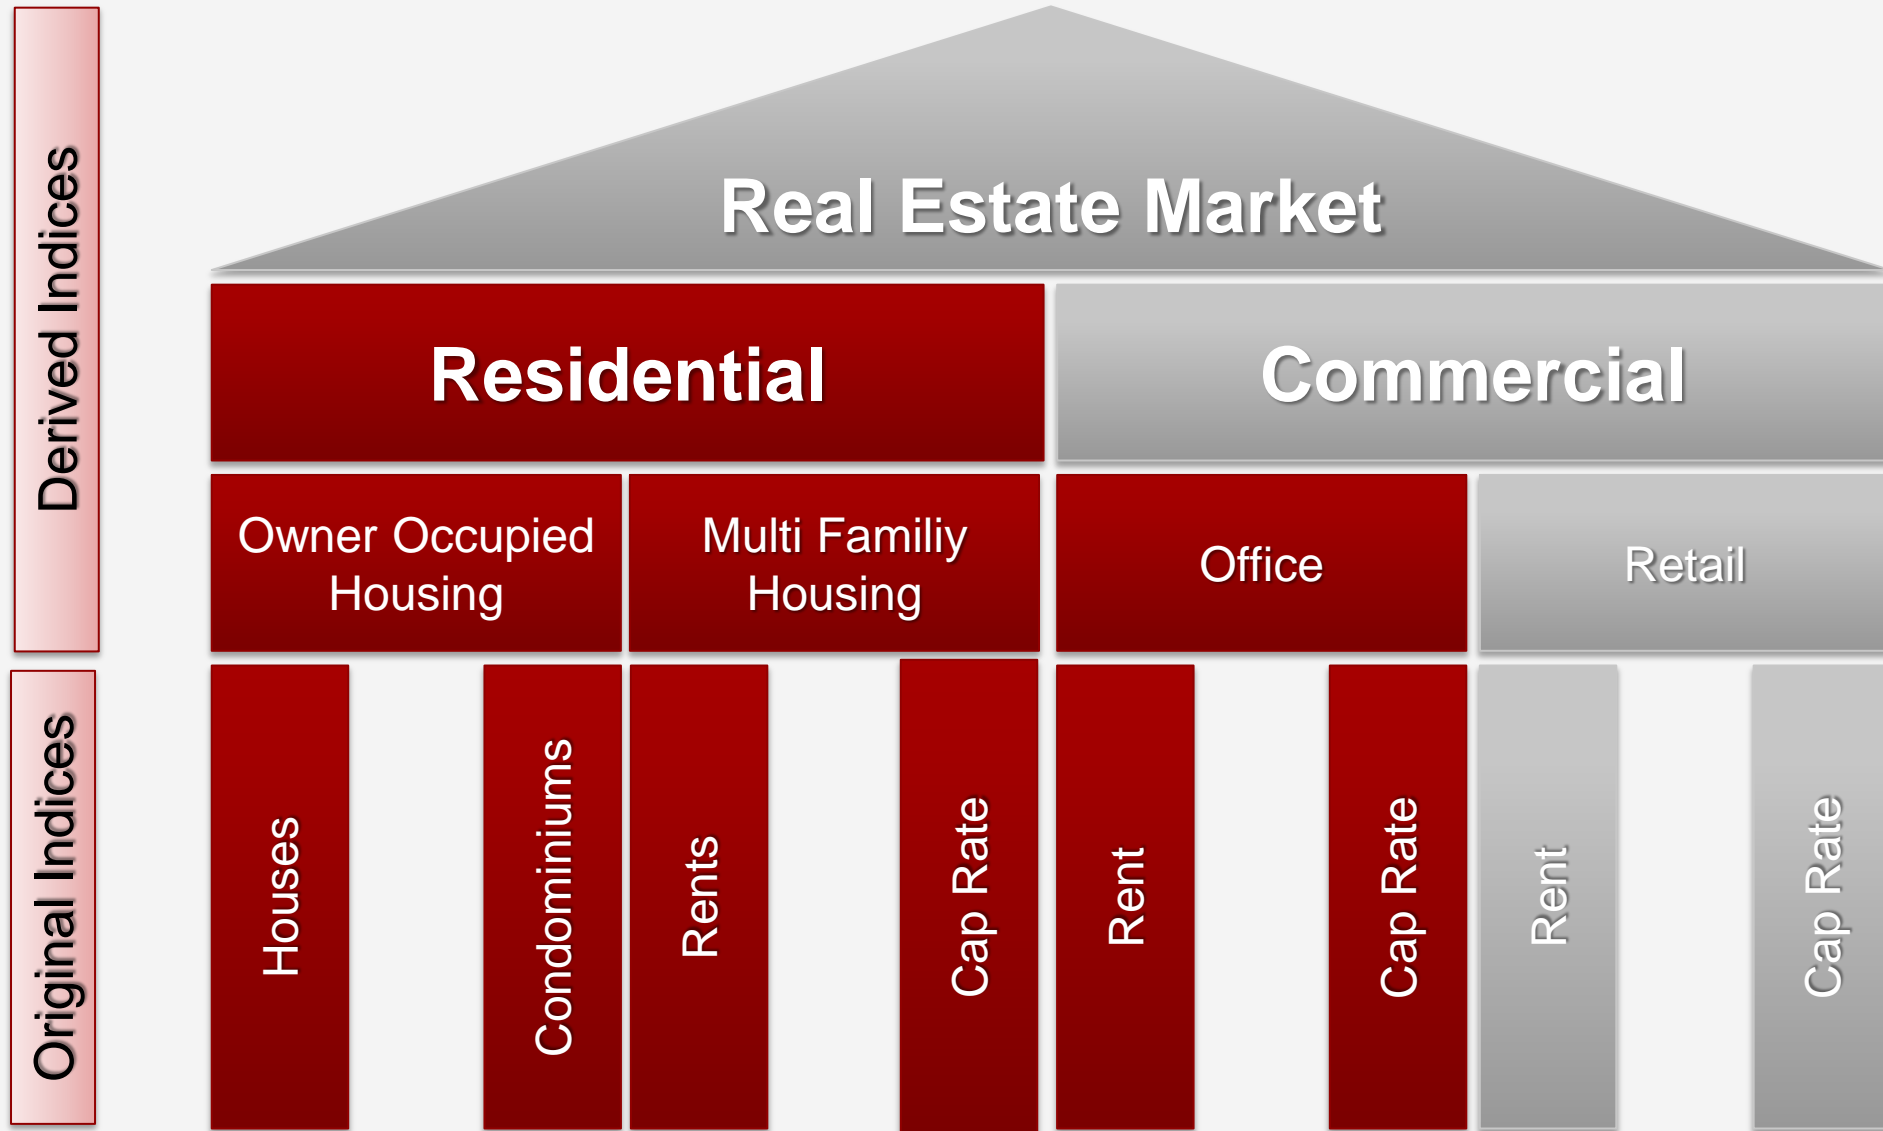 Derived Indices
Real Estate Market
Residential
Commercial
Owner Occupied
Housing
Multi Familiy
Housing
Office
Retail
Original Indices
Houses
Condominiums
Rents
Cap Rate
Rent
Cap Rate
Rent
Cap Rate